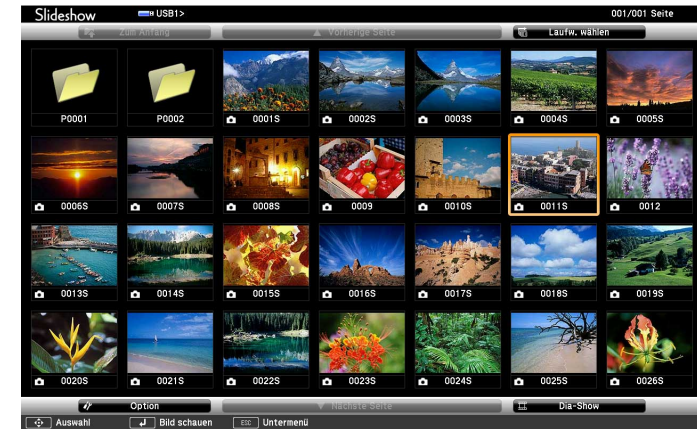 Slideshow USB1> 001/001 Seite
Zum Anfang Vorherige Seite Laufw. wählen
P0001 P0002 0001S 0002S 0003S 0004S 0005S
0006S 0007S 0008S 0009 0010S 0011S 0012
0013S 0014S 0015S 0016S 0017S 0018S 0019S
0020S 0021S 0022S 0023S 0024S 0025S 0026S
Option Nächste Seite Dia-Show
Auswahl Bild schauen ESC Untermenü